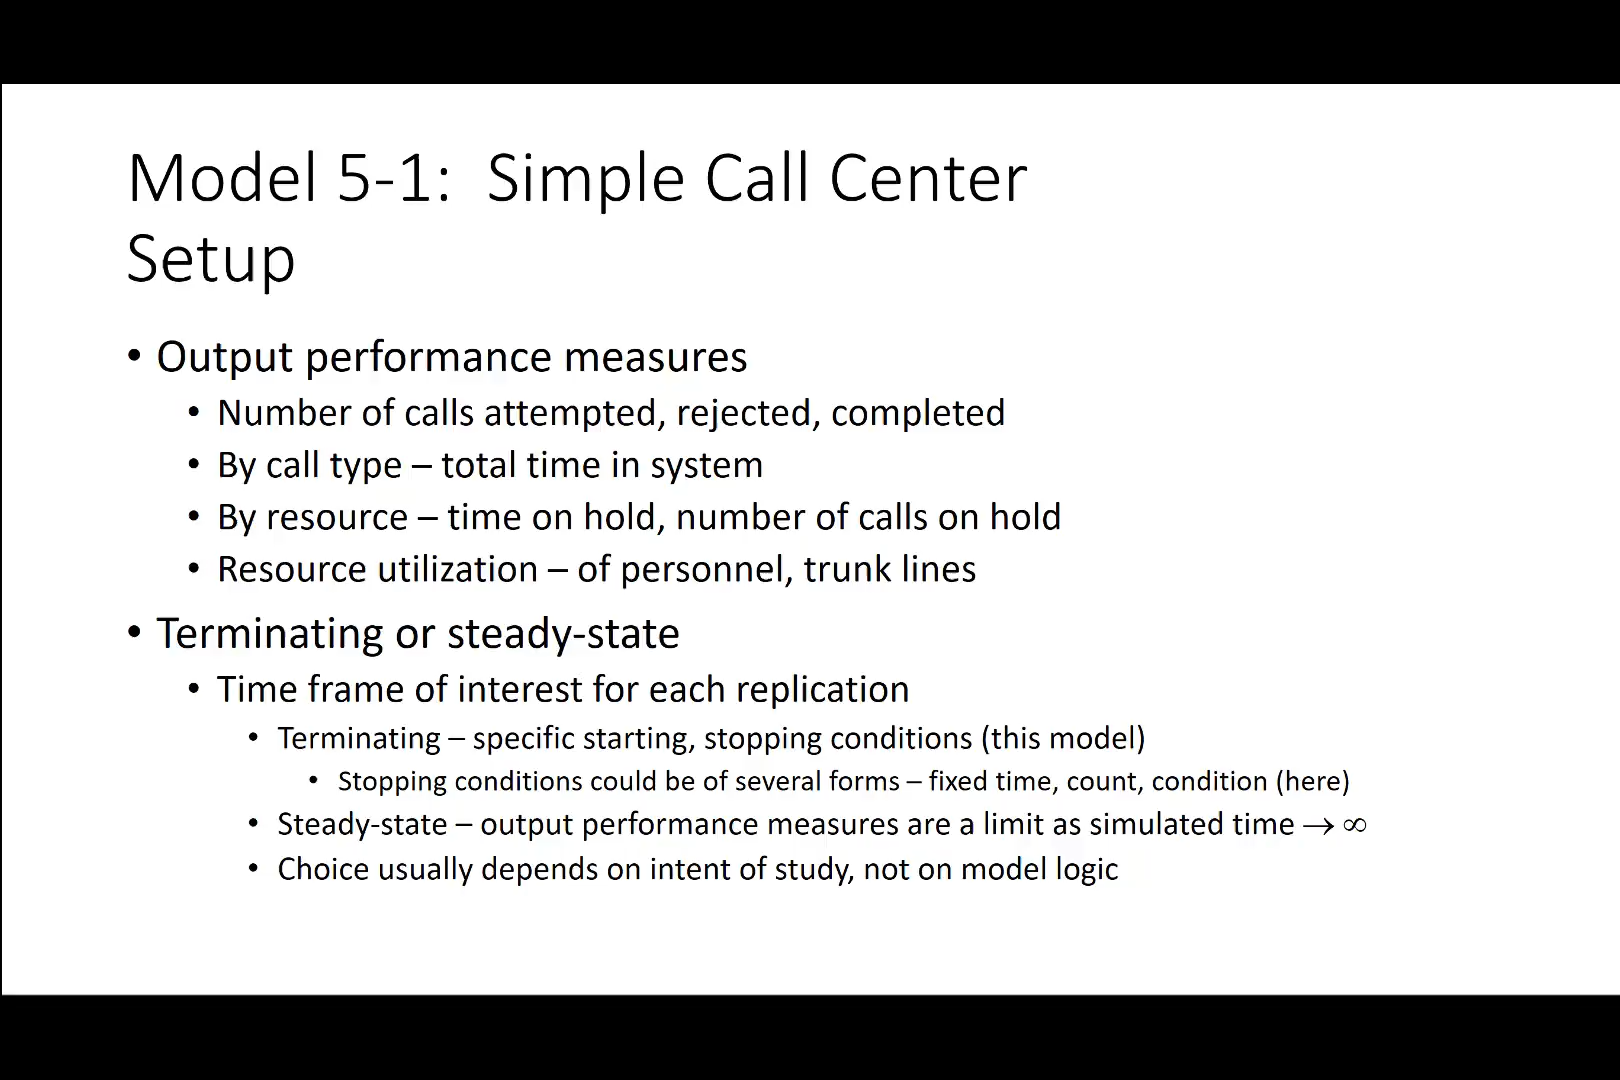 Model 5-1:  Simple Call Center
Setup
• Output performance measures
• Number of calls attempted, rejected, completed
• By call type – total time in system
• By resource – time on hold, number of calls on hold
• Resource utilization – of personnel, trunk lines
• Terminating or steady-state
• Time frame of interest for each replication
• Terminating – specific starting, stopping conditions (this model)
• Stopping conditions could be of several forms – fixed time, count, condition (here)
• Steady-state – output performance measures are a limit as simulated time → ∞
• Choice usually depends on intent of study, not on model logic